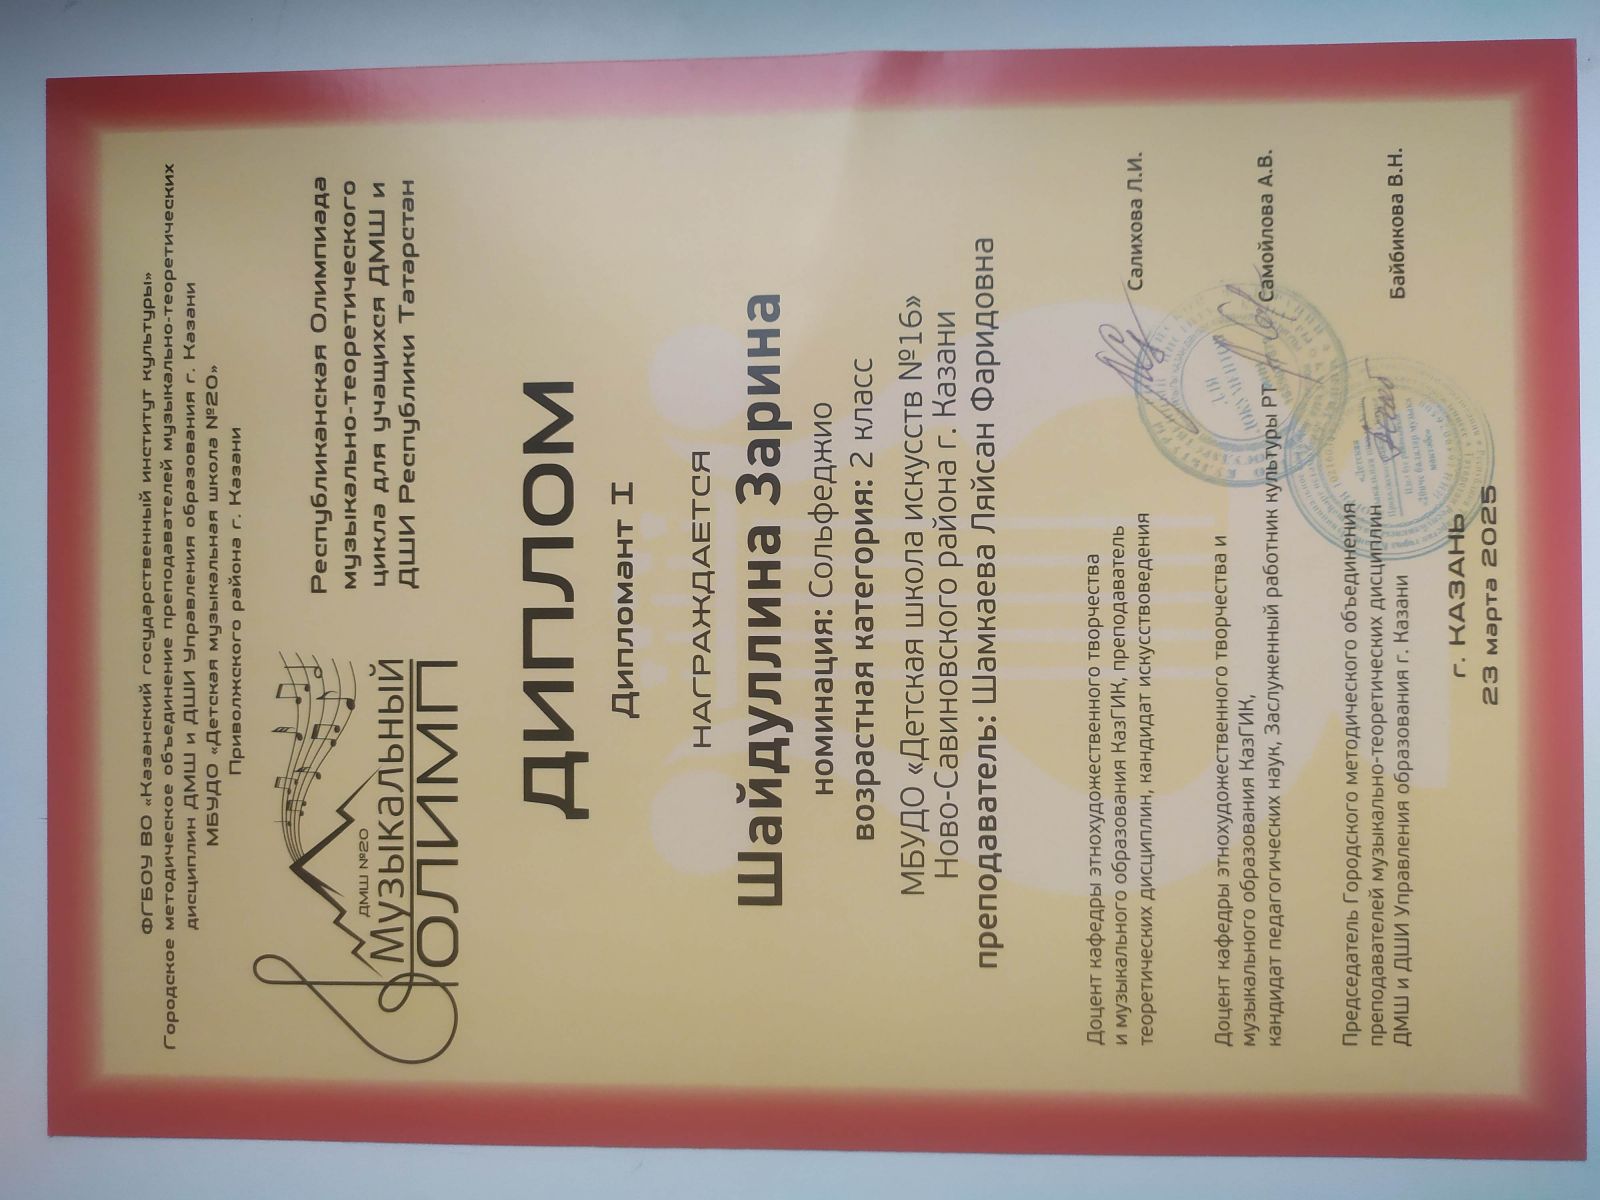 ФГБОУ ВО «Казанский государственный институт культуры»
Городское методическое объединение преподавателей музыкально-теоретических
дисциплин ДМШ и ДШИ Управления образования г. Казани
МБУДО «Детская музыкальная школа №20»
Приволжского района г. Казани
ДМШ №20
Музыкальный
ОЛИМП
Республиканская Олимпиада
музыкально-теоретического
цикла для учащихся ДМШ и
ДШИ Республики Татарстан
ДИПЛОМ
Дипломант I
НАГРАЖДАЕТСЯ
Шайдуллина Зарина
номинация: Сольфеджио
возрастная категория: 2 класс
МБУДО «Детская школа искусств №16»
Ново-Савиновского района г. Казани
преподаватель: Шамкаева Ляйсан Фаридовна
Доцент кафедры этнохудожественного творчества
и музыкального образования КазГИК, преподаватель
теоретических дисциплин, кандидат искусствоведения
Салихова Л.И.
Доцент кафедры этнохудожественного творчества и
музыкального образования КазГИК,
кандидат педагогических наук, Заслуженный работник культуры РТ
Самойлова А.В.
Председатель Городского методического объединения
преподавателей музыкально-теоретических дисциплин
ДМШ и ДШИ Управления образования г. Казани
Байбикова В.Н.
«Детская
музыкальная
г. КАЗАНЬ
23 марта 2025